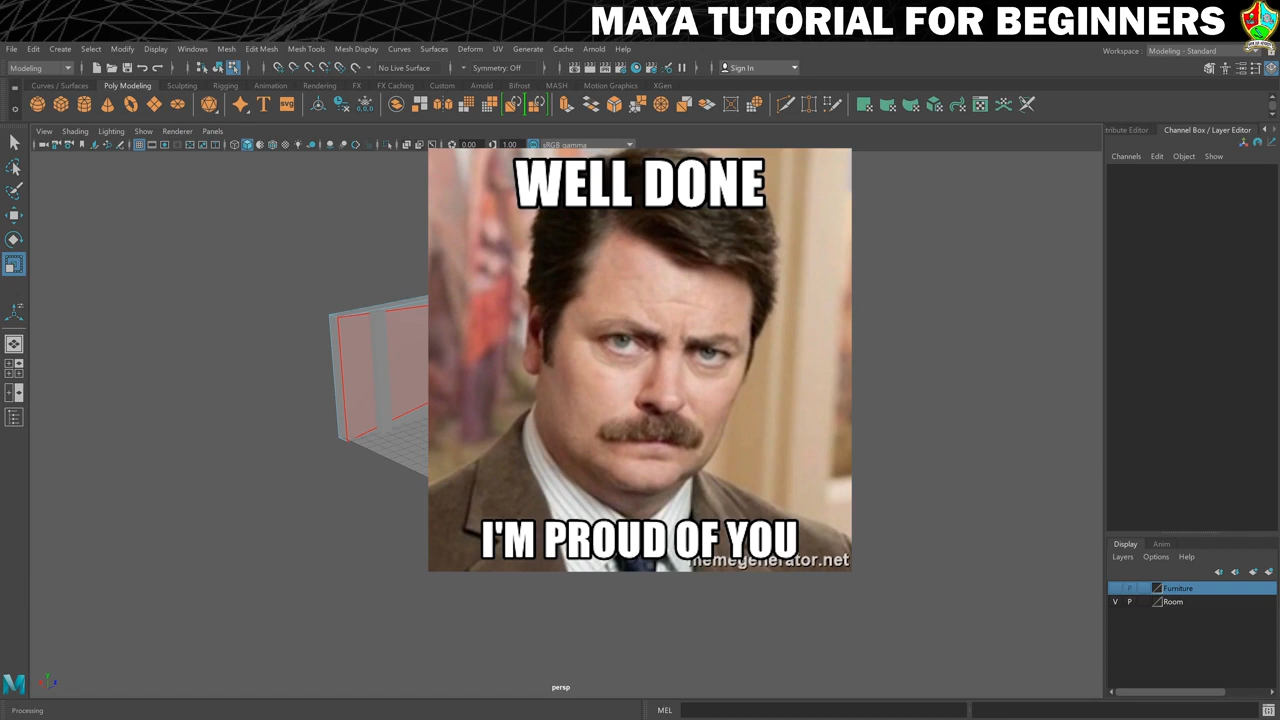 MAYA TUTORIAL FOR BEGINNERS
File Edit Create Select Modify Display Windows Mesh Edit Mesh Mesh Tools Mesh Display Curves Surfaces Deform UV Generate Cache Arnold Help
Workspace : Modeling - Standard
Modeling No Live Surface Symmetry: Off Sign In
Curves / Surfaces Poly Modeling Sculpting Rigging Animation Rendering FX FX Caching Custom Arnold Bifrost MASH Motion Graphics XGen
View Shading Lighting Show Renderer Panels
tribute Editor Channel Box / Layer Editor
0.00 1.00 sRGB gamma
Channels Edit Object Show
WELL DONE
I'M PROUD OF YOU
memegenerator.net
Display Anim
Layers Options Help
P Furniture
V P Room
persp
Processing
MEL